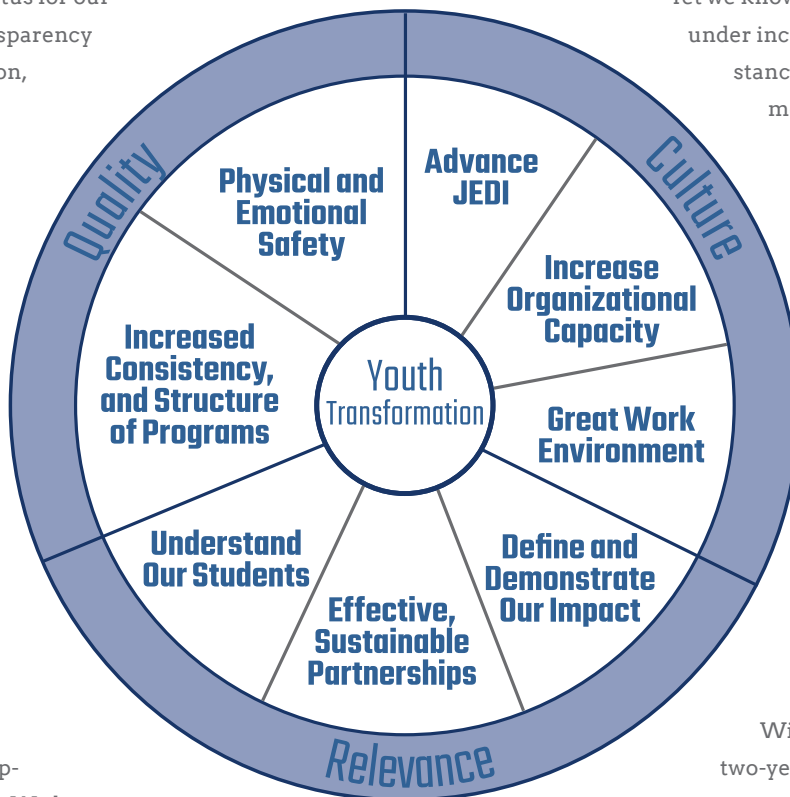 sparency
on,
under inc
stanc
m
Quality
Culture
Physical and
Emotional
Safety
Advance
JEDI
Increase
Organizational
Capacity
Increased
Consistency,
and Structure
of Programs
Youth
Transformation
Great Work
Environment
Understand
Our Students
Define and
Demonstrate
Our Impact
Effective,
Sustainable
Partnerships
Relevance
Wi
p-
two-ye